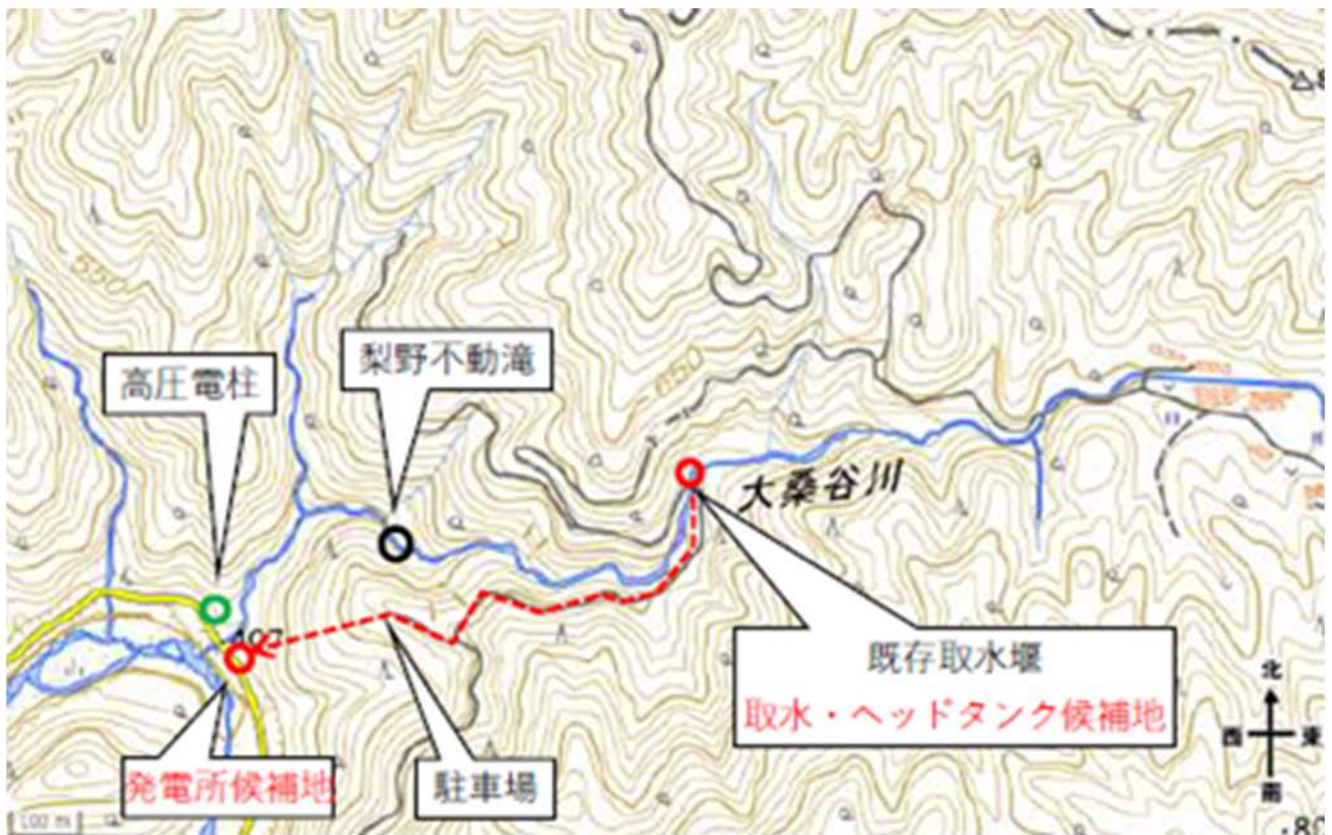 550
高圧電柱
梨野不動滝
650
大桑谷川
既存取水堰
取水・ヘッドタンク候補地
発電所候補地
駐車場
北
西
東
南
100 m